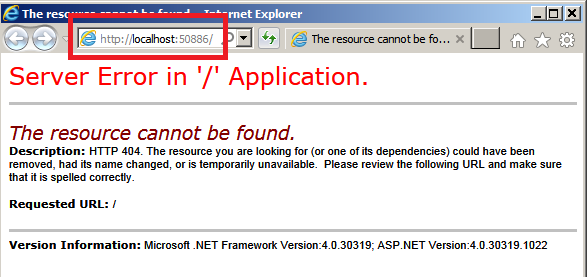 The resource cannot be found. - Internet Explorer
http://localhost:50886/
The resource cannot be fo...
Server Error in '/' Application.
The resource cannot be found.
Description: HTTP 404. The resource you are looking for (or one of its dependencies) could have been
removed, had its name changed, or is temporarily unavailable.  Please review the following URL and make sure
that it is spelled correctly.
Requested URL: /
Version Information: Microsoft .NET Framework Version:4.0.30319; ASP.NET Version:4.0.30319.1022